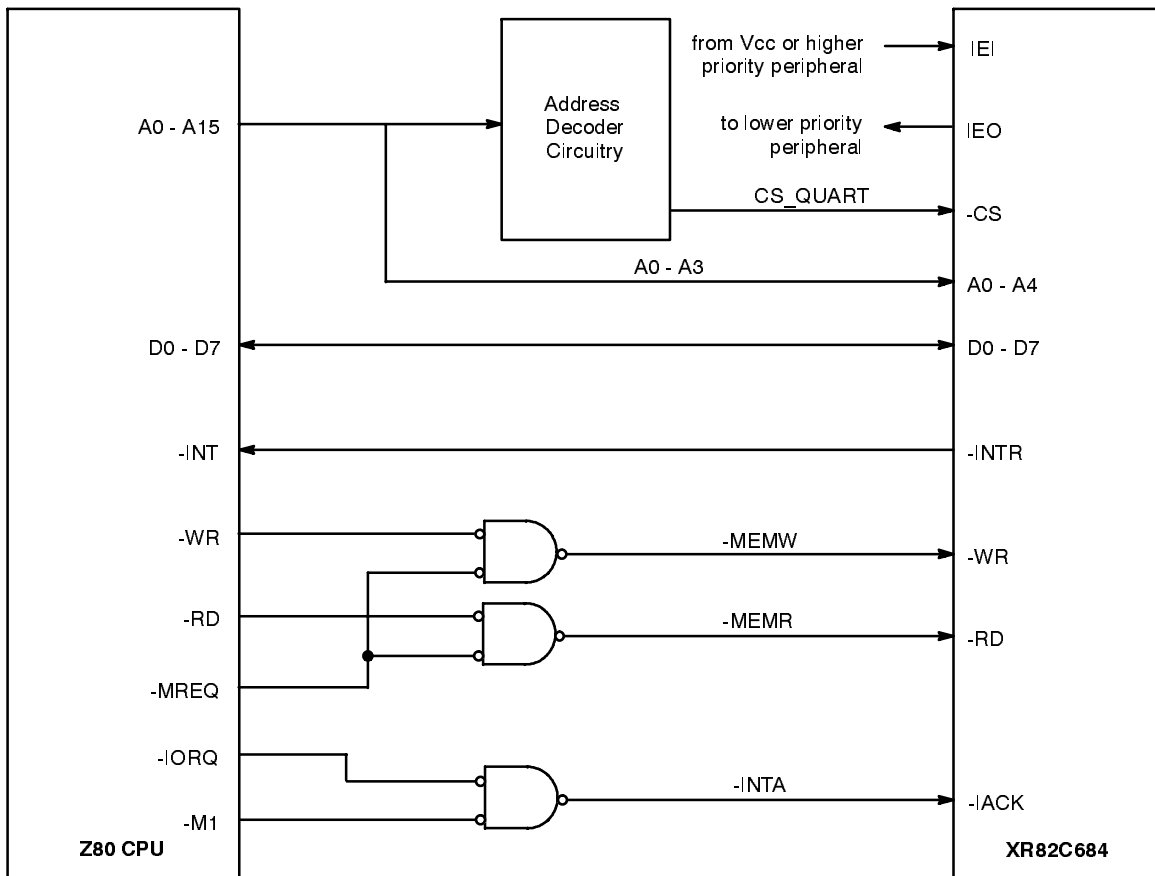 from Vcc or higher
priority peripheral
IEI
Address
Decoder
Circuitry
A0 - A15
to lower priority
peripheral
IEO
CS_QUART
-CS
A0 - A3
A0 - A4
D0 - D7
D0 - D7
-INT
-INTR
-WR
-MEMW
-WR
-RD
-MEMR
-RD
-MREQ
-IORQ
-INTA
-IACK
-M1
Z80 CPU
XR82C684